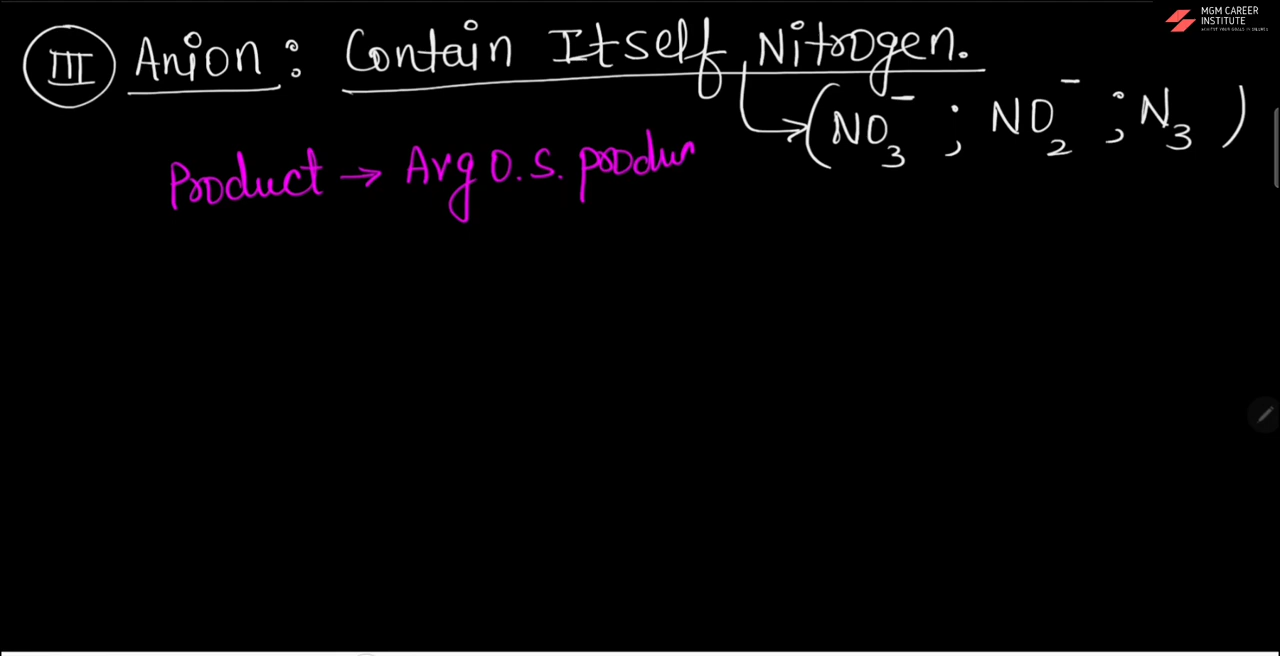 MGM CAREER
INSTITUTE
III Anion : Contain Itself Nitrogen.
(NO₃⁻ ; NO₂⁻ ; N₃ )
Product → Avg O.S. produ